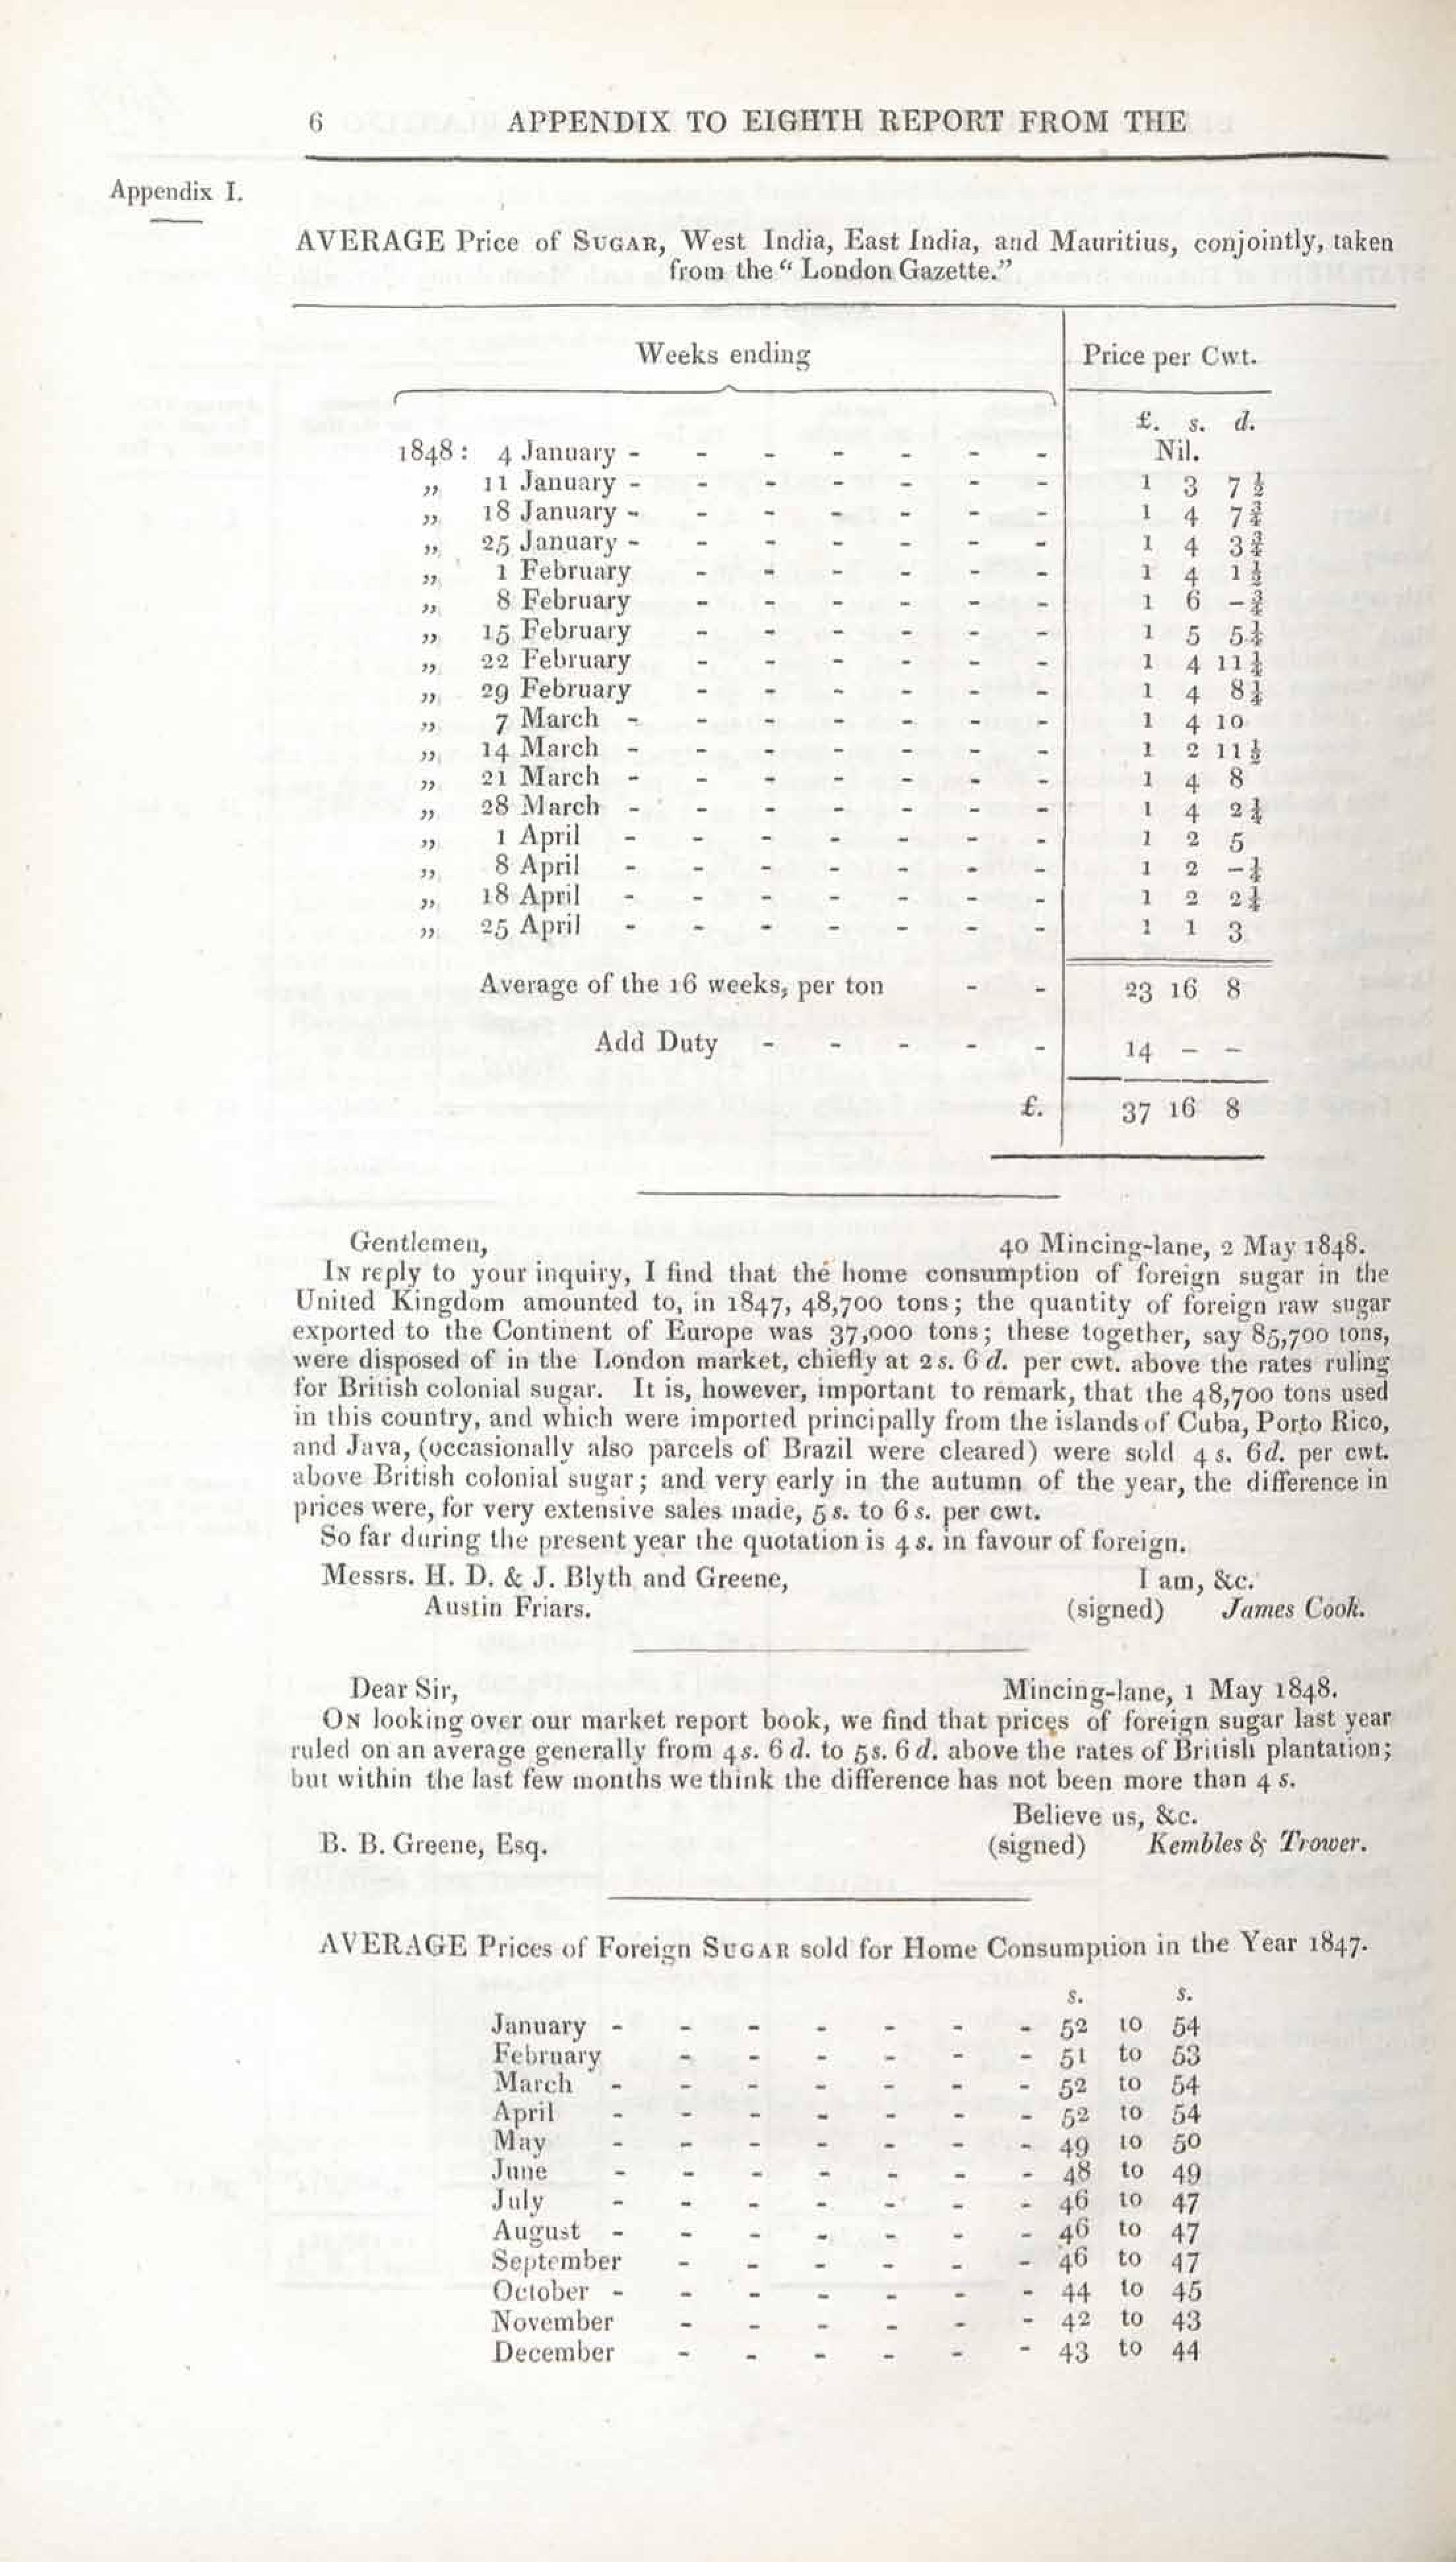 6 APPENDIX TO EIGHTH REPORT FROM THE
Appendix I.
AVERAGE Price of SUGAR, West India, East India, and Mauritius, conjointly, taken
from the “ London Gazette.”
Weeks ending Price per Cwt.
£. s. d.
1848 : 4 January - - - - - - - Nil.
„ 11 January - - - - - - - 1 3 7 ½
„ 18 January - - - - - - - 1 4 7 ¾
„ 25 January - - - - - - - 1 4 3 ¾
„ 1 February - - - - - - 1 4 1 ½
„ 8 February - - - - - - 1 6 - ¾
„ 15 February - - - - - - 1 5 5 ¼
„ 22 February - - - - - - 1 4 11 ¼
„ 29 February - - - - - - 1 4 8 ¼
„ 7 March - - - - - - - 1 4 10
„ 14 March - - - - - - - 1 2 11 ½
„ 21 March - - - - - - - 1 4 8
„ 28 March - - - - - - - 1 4 2 ¼
„ 1 April - - - - - - - 1 2 5
„ 8 April - - - - - - - 1 2 - ¼
„ 18 April - - - - - - - 1 2 2 ¼
„ 25 April - - - - - - - 1 1 3
Average of the 16 weeks, per ton - - 23 16 8
Add Duty - - - - - 14 - -
£. 37 16 8
Gentlemen, 40 Mincing-lane, 2 May 1848.
IN reply to your inquiry, I find that the home consumption of foreign sugar in the
United Kingdom amounted to, in 1847, 48,700 tons; the quantity of foreign raw sugar
exported to the Continent of Europe was 37,000 tons; these together, say 85,700 tons,
were disposed of in the London market, chiefly at 2 s. 6 d. per cwt. above the rates ruling
for British colonial sugar. It is, however, important to remark, that the 48,700 tons used
in this country, and which were imported principally from the islands of Cuba, Porto Rico,
and Java, (occasionally also parcels of Brazil were cleared) were sold 4 s. 6 d. per cwt.
above British colonial sugar; and very early in the autumn of the year, the difference in
prices were, for very extensive sales made, 5 s. to 6 s. per cwt.
So far during the present year the quotation is 4 s. in favour of foreign.
Messrs. H. D. & J. Blyth and Greene, I am, &c.
Austin Friars. (signed) James Cook.
Dear Sir, Mincing-lane, 1 May 1848.
ON looking over our market report book, we find that prices of foreign sugar last year
ruled on an average generally from 4 s. 6 d. to 5 s. 6 d. above the rates of British plantation;
but within the last few months we think the difference has not been more than 4 s.
Believe us, &c.
B. B. Greene, Esq. (signed) Kembles & Trower.
AVERAGE Prices of Foreign SUGAR sold for Home Consumption in the Year 1847.
s. s.
January - - - - - - - 52 to 54
February - - - - - - 51 to 53
March - - - - - - - 52 to 54
April - - - - - - - 52 to 54
May - - - - - - - 49 to 50
June - - - - - - - 48 to 49
July - - - - - - - 46 to 47
August - - - - - - - 46 to 47
September - - - - - - 46 to 47
October - - - - - - - 44 to 45
November - - - - - - 42 to 43
December - - - - - - 43 to 44